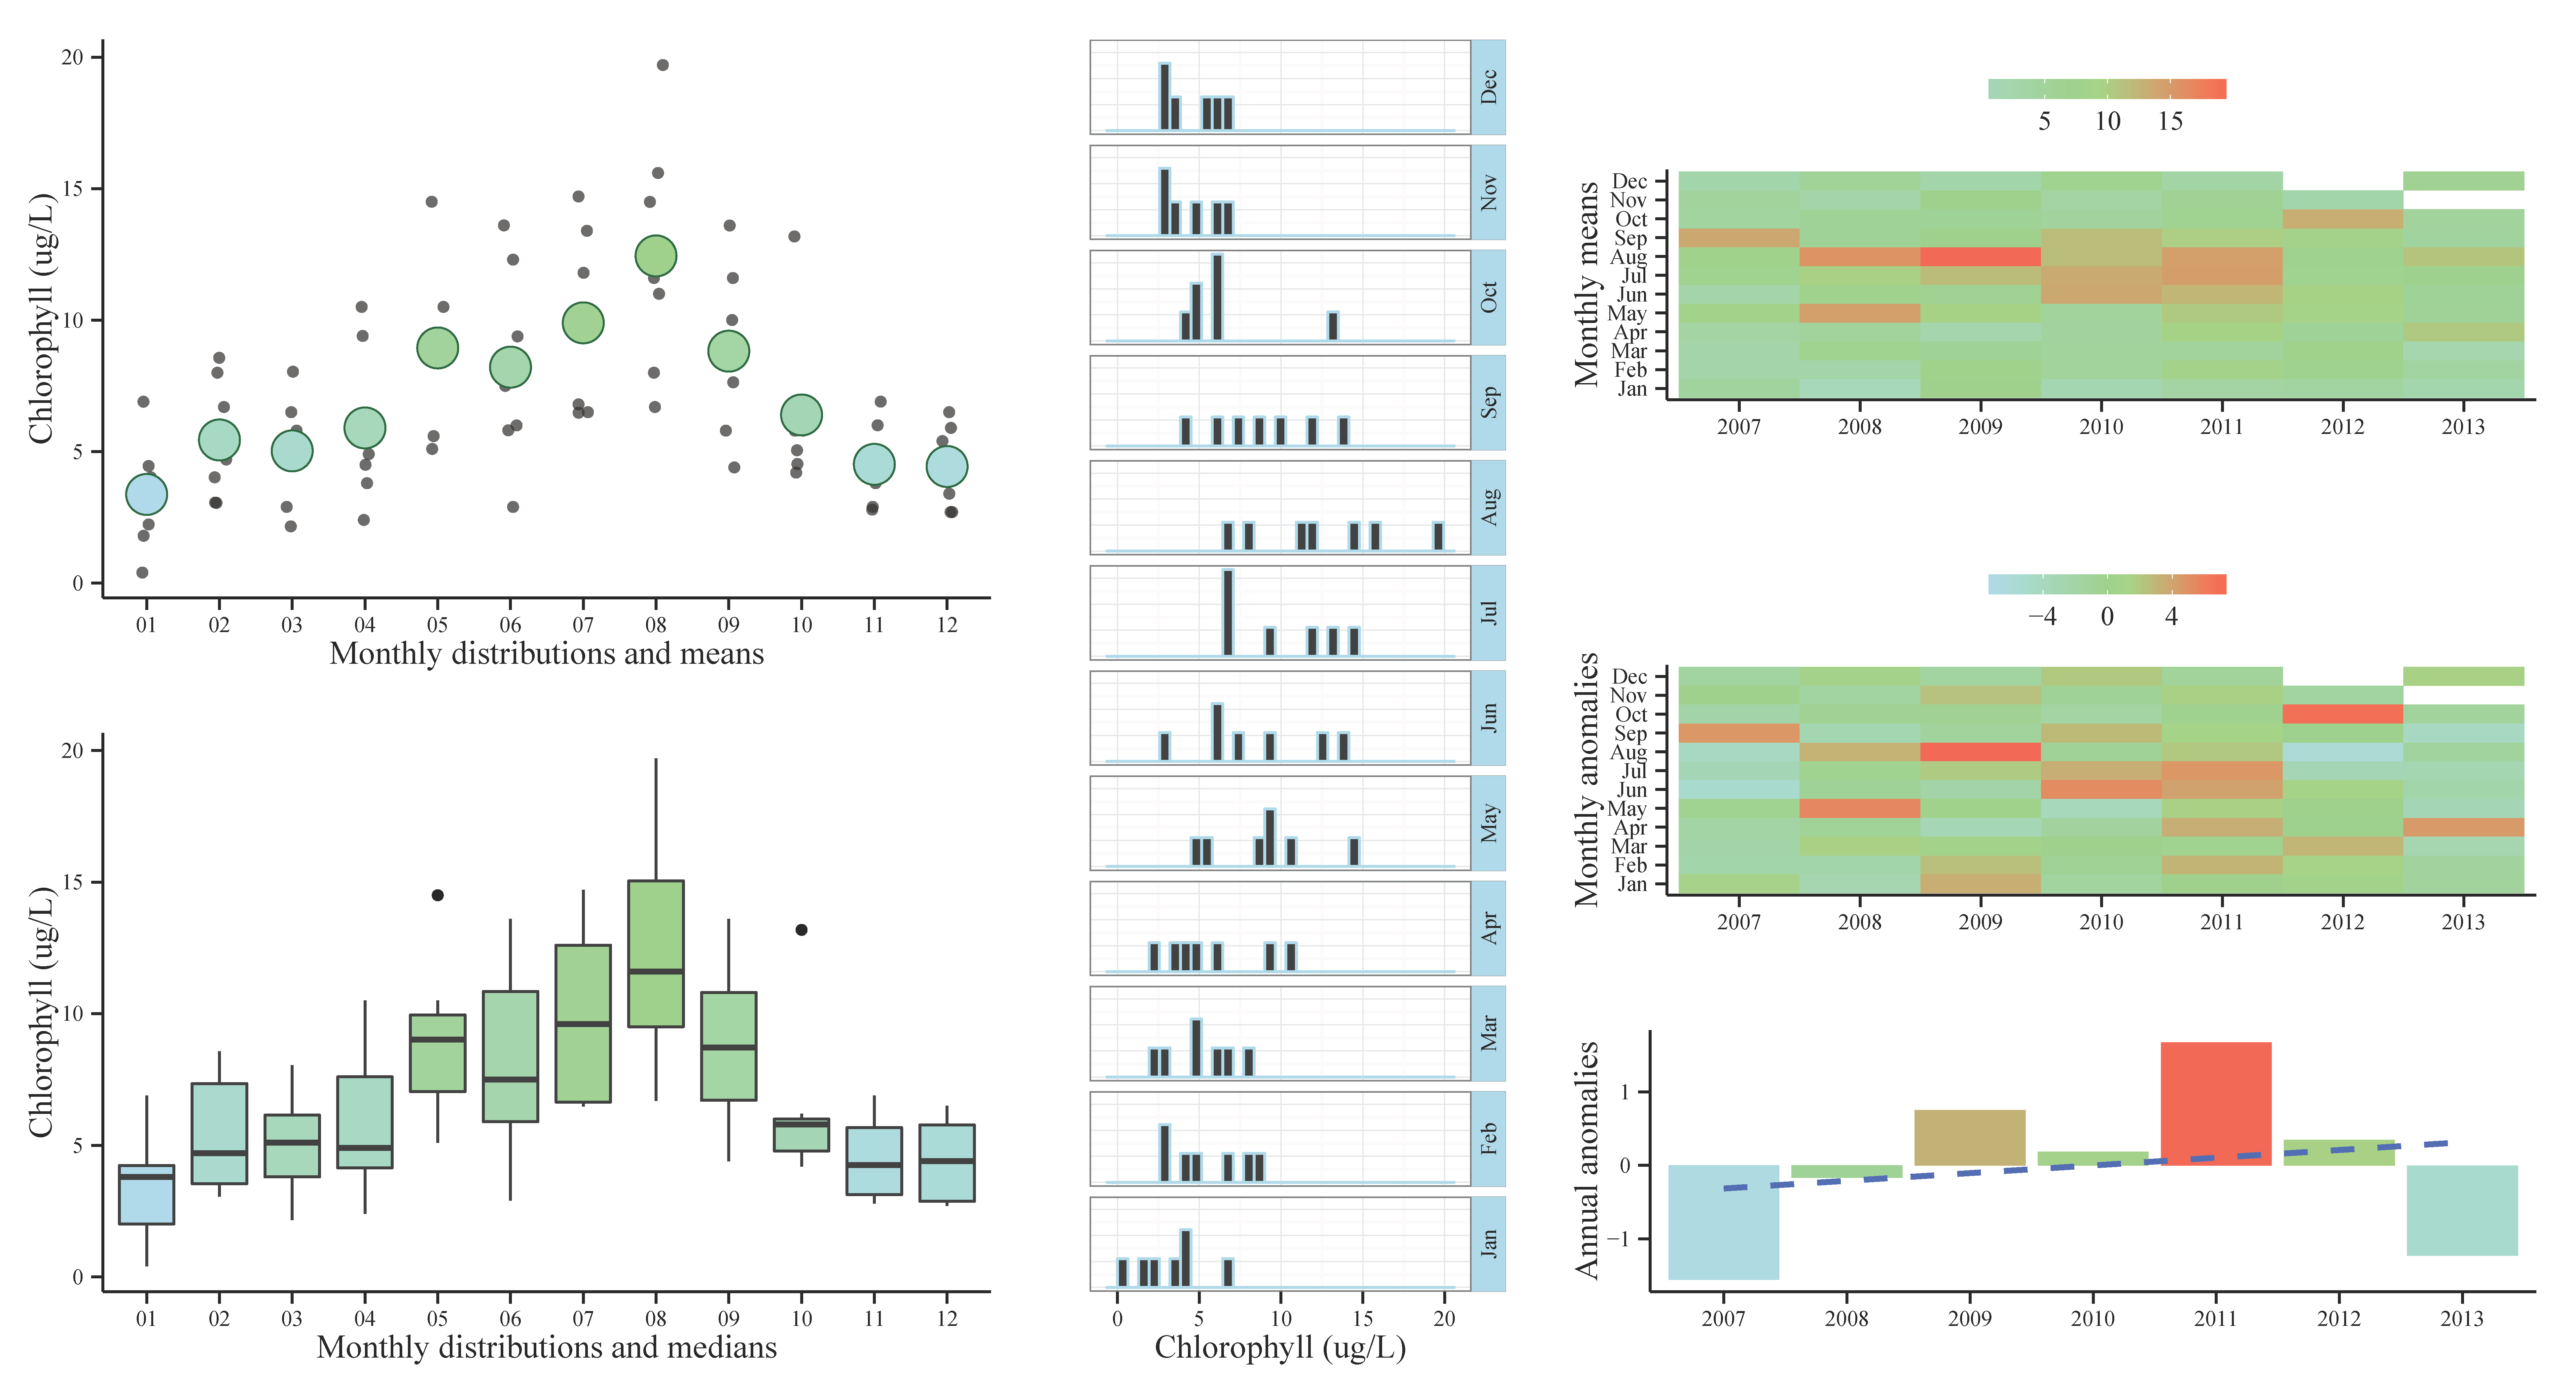 Chlorophyll (ug/L)
20
15
10
5
0
01 02 03 04 05 06 07 08 09 10 11 12
Monthly distributions and means
Chlorophyll (ug/L)
20
15
10
5
0
01 02 03 04 05 06 07 08 09 10 11 12
Monthly distributions and medians
Dec
Nov
Oct
Sep
Aug
Jul
Jun
May
Apr
Mar
Feb
Jan
0 5 10 15 20
Chlorophyll (ug/L)
5 10 15
Monthly means
Dec
Nov
Oct
Sep
Aug
Jul
Jun
May
Apr
Mar
Feb
Jan
2007 2008 2009 2010 2011 2012 2013
−4 0 4
Monthly anomalies
Dec
Nov
Oct
Sep
Aug
Jul
Jun
May
Apr
Mar
Feb
Jan
2007 2008 2009 2010 2011 2012 2013
Annual anomalies
1
0
−1
2007 2008 2009 2010 2011 2012 2013